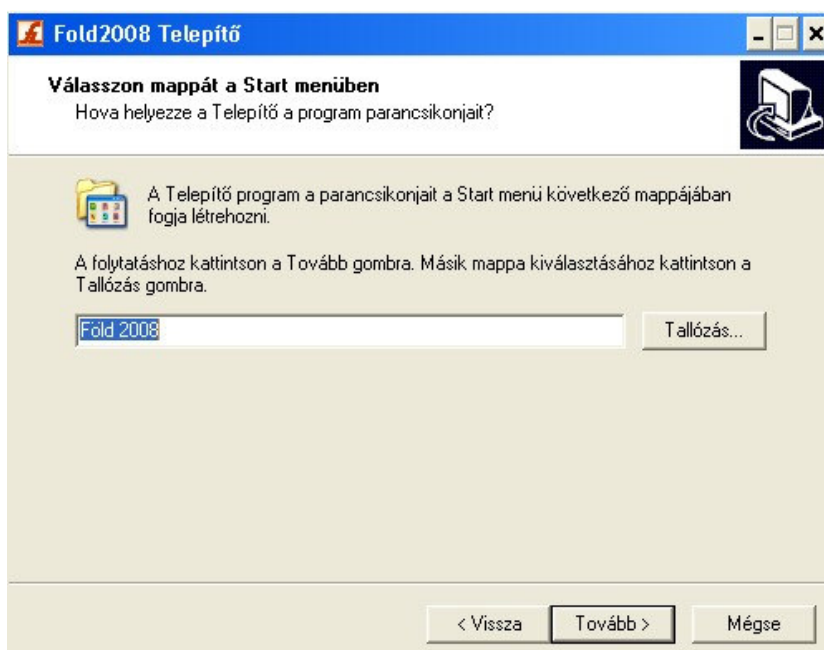 Fold2008 Telepítő
Válasszon mappát a Start menüben
Hova helyezze a Telepítő a program parancsikonjait?
A Telepítő program a parancsikonjait a Start menü következő mappájában
fogja létrehozni.
A folytatáshoz kattintson a Tovább gombra. Másik mappa kiválasztásához kattintson a
Tallózás gombra.
Föld 2008
Tallózás...
< Vissza
Tovább >
Mégse